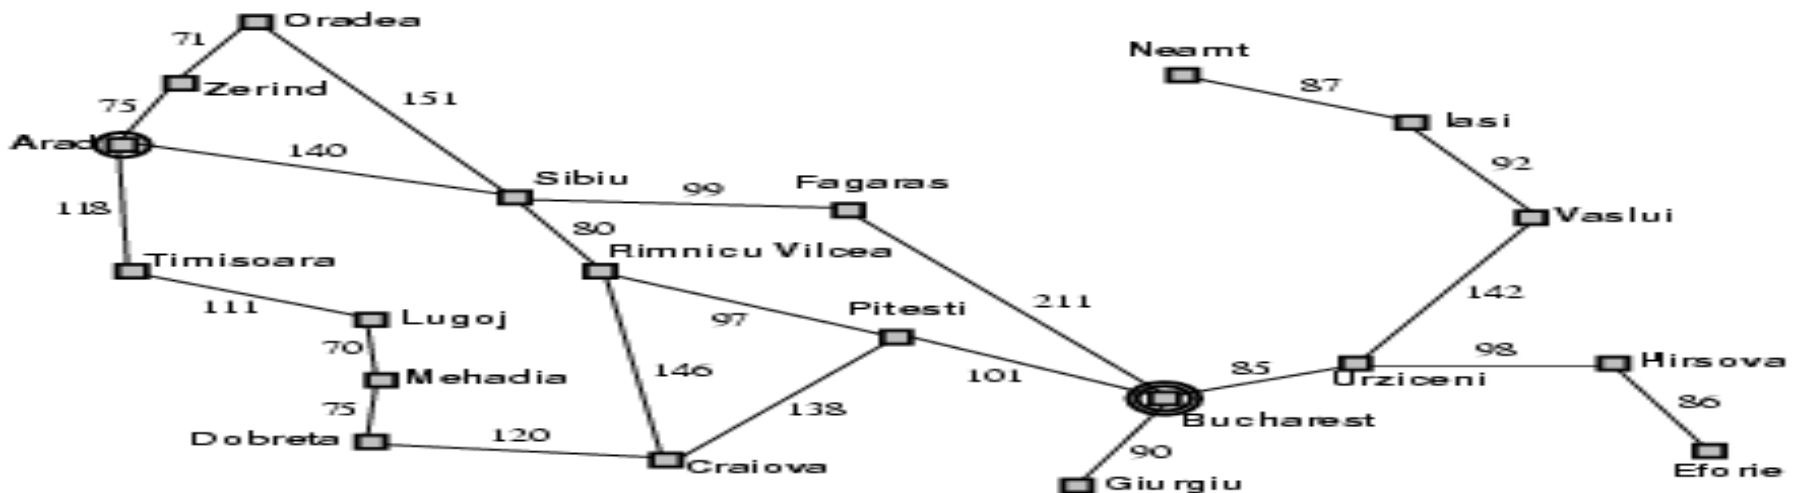 Oradea
71
Neamt
Zerind
87
75
151
Iasi
Arad
140
92
Sibiu
99
Fagaras
118
Vaslui
80
Rimnicu Vilcea
Timisoara
142
111
211
Lugoj
97
Pitesti
70
98
Hirsova
146
101
85
Urziceni
Mehadia
75
138
86
Bucharest
Dobreta
120
90
Craiova
Eforie
Giurgiu